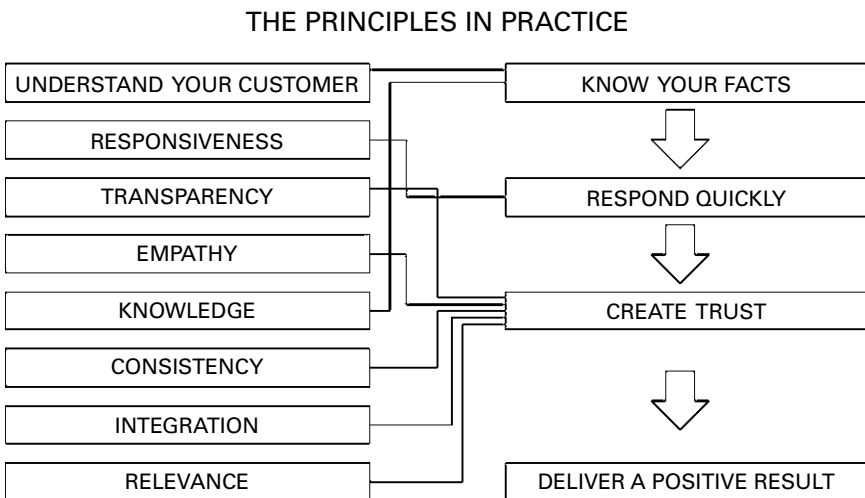 THE PRINCIPLES IN PRACTICE
UNDERSTAND YOUR CUSTOMER
RESPONSIVENESS
TRANSPARENCY
EMPATHY
KNOWLEDGE
CONSISTENCY
INTEGRATION
RELEVANCE
KNOW YOUR FACTS
RESPOND QUICKLY
CREATE TRUST
DELIVER A POSITIVE RESULT